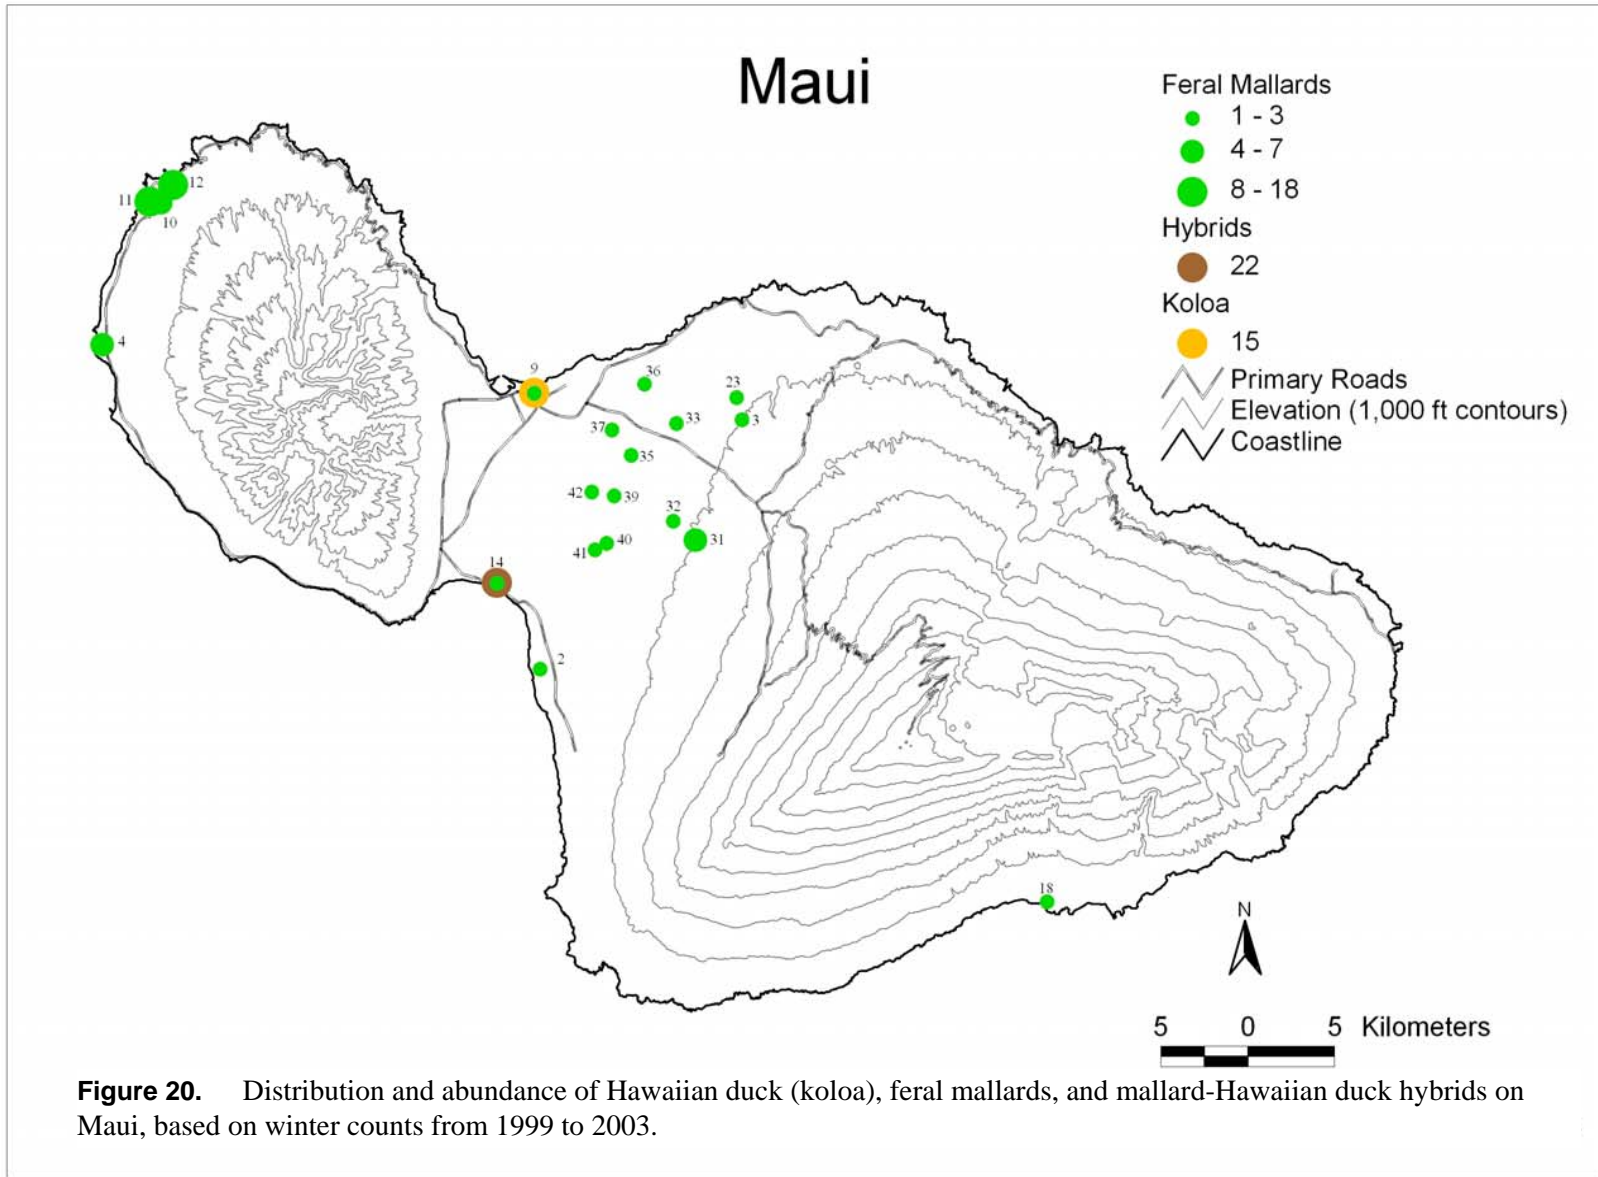 Maui
Feral Mallards
1 - 3
4 - 7
8 - 18
Hybrids
22
Koloa
15
Primary Roads
Elevation (1,000 ft contours)
Coastline
12
11
10
4
9
36
23
3
33
37
35
42
39
32
31
40
41
14
2
18
N
5 0 5 Kilometers
Figure 20. Distribution and abundance of Hawaiian duck (koloa), feral mallards, and mallard-Hawaiian duck hybrids on
Maui, based on winter counts from 1999 to 2003.